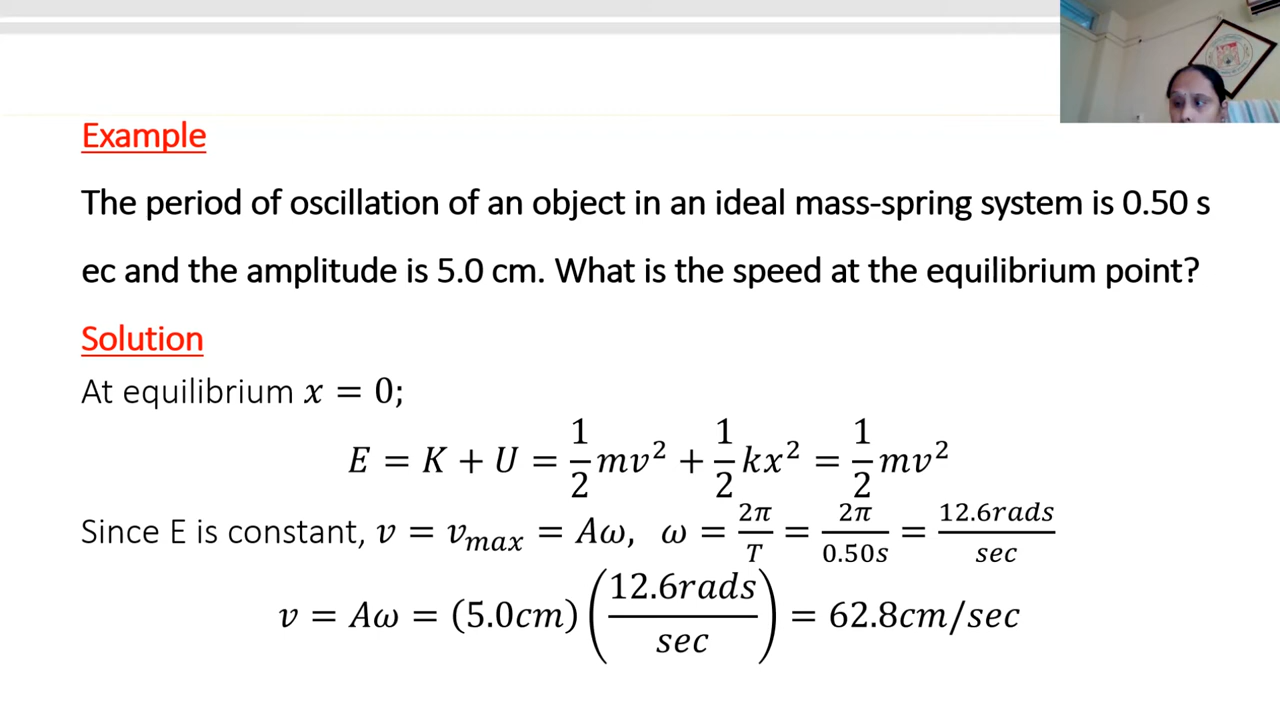 Example
The period of oscillation of an object in an ideal mass-spring system is 0.50 s
ec and the amplitude is 5.0 cm. What is the speed at the equilibrium point?
Solution
At equilibrium x = 0;
E = K + U = 1/2 mv² + 1/2 kx² = 1/2 mv²
Since E is constant, v = v_max = Aω, ω = 2π/T = 2π/0.50s = 12.6rads/sec
v = Aω = (5.0cm) (12.6rads/sec) = 62.8cm/sec